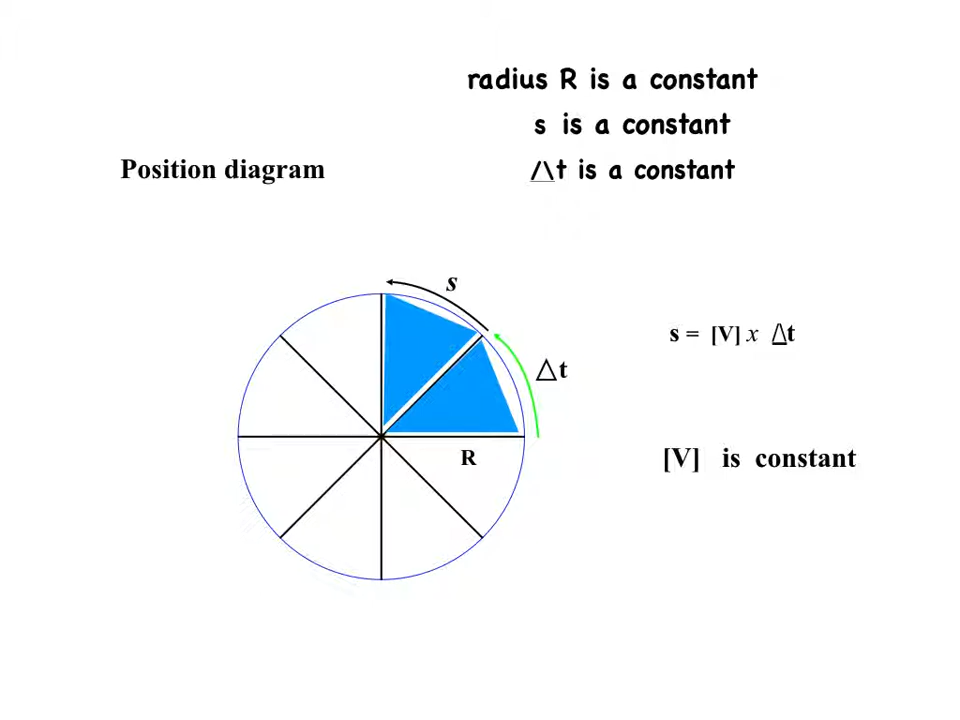 radius R is a constant
s is a constant
/\t is a constant
Position diagram
s
s = [V] x /\t
△t
R
[V] is constant